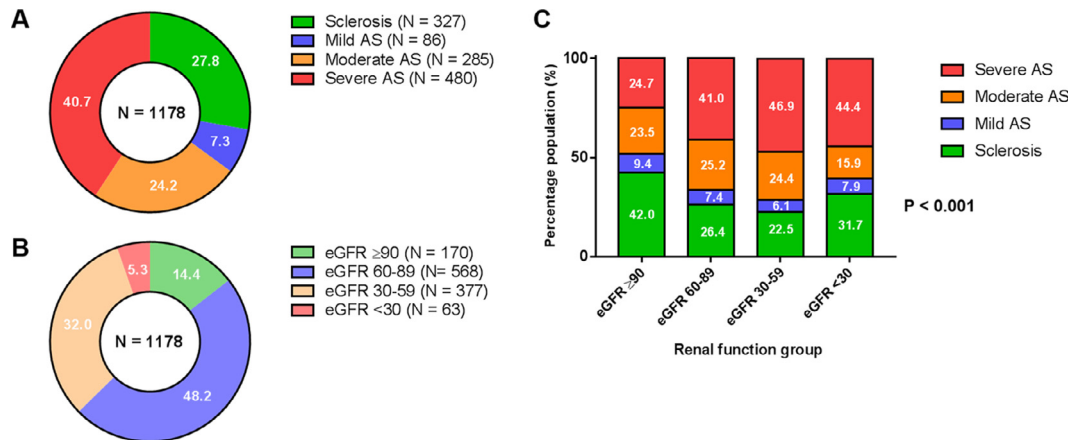 A
Sclerosis (N = 327)
Mild AS (N = 86)
Moderate AS (N = 285)
Severe AS (N = 480)
27.8
7.3
24.2
40.7
N = 1178
B
eGFR ≥90 (N = 170)
eGFR 60-89 (N= 568)
eGFR 30-59 (N = 377)
eGFR <30 (N = 63)
5.3
14.4
32.0
48.2
N = 1178
C
Percentage population (%)
100
50
0
24.7
23.5
9.4
42.0
41.0
25.2
7.4
26.4
46.9
24.4
6.1
22.5
44.4
15.9
7.9
31.7
eGFR ≥90
eGFR 60-89
eGFR 30-59
eGFR <30
Renal function group
Severe AS
Moderate AS
Mild AS
Sclerosis
P < 0.001